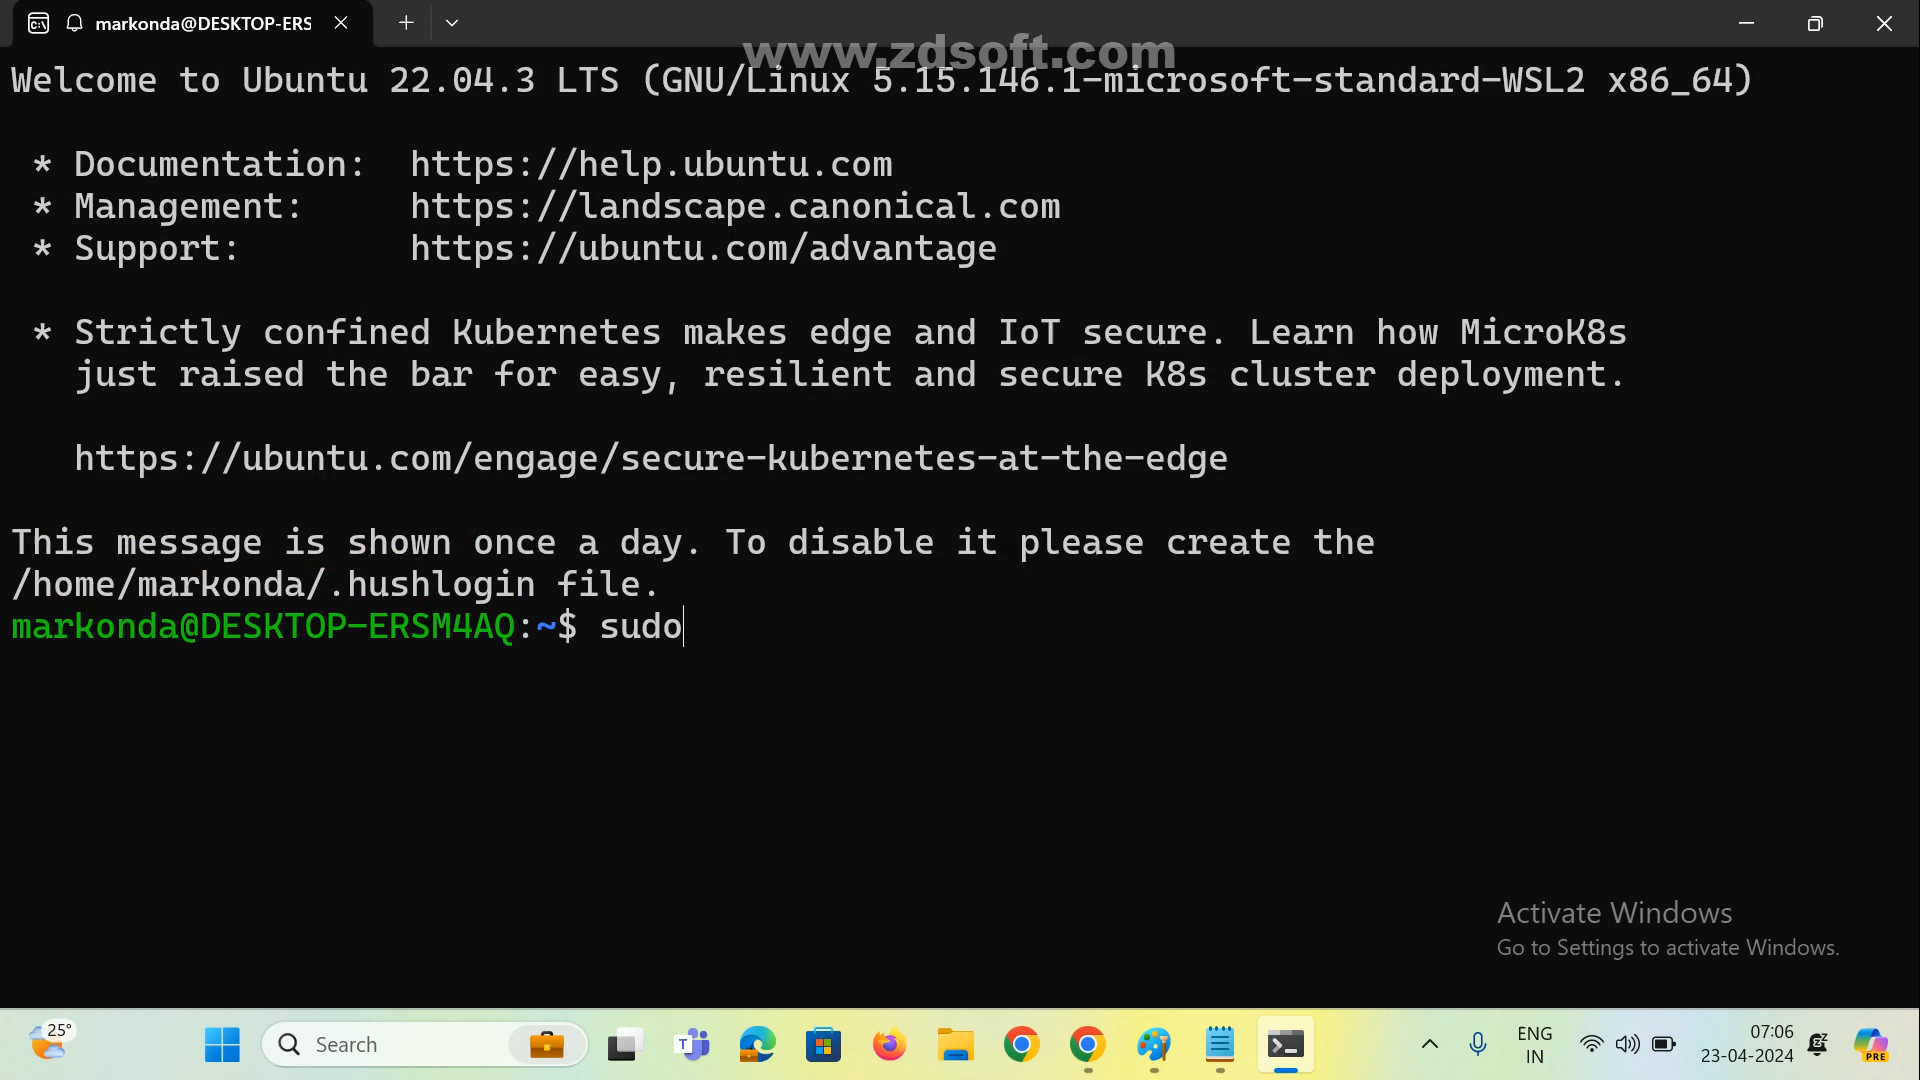 markonda@DESKTOP-ERS
www.zdsoft.com
Welcome to Ubuntu 22.04.3 LTS (GNU/Linux 5.15.146.1-microsoft-standard-WSL2 x86_64)
* Documentation: https://help.ubuntu.com
* Management: https://landscape.canonical.com
* Support: https://ubuntu.com/advantage
* Strictly confined Kubernetes makes edge and IoT secure. Learn how MicroK8s
just raised the bar for easy, resilient and secure K8s cluster deployment.
https://ubuntu.com/engage/secure-kubernetes-at-the-edge
This message is shown once a day. To disable it please create the
/home/markonda/.hushlogin file.
markonda@DESKTOP-ERSM4AQ:~$ sudo
Activate Windows
Go to Settings to activate Windows.
25°
Search
ENG
IN
07:06
23-04-2024
PRE